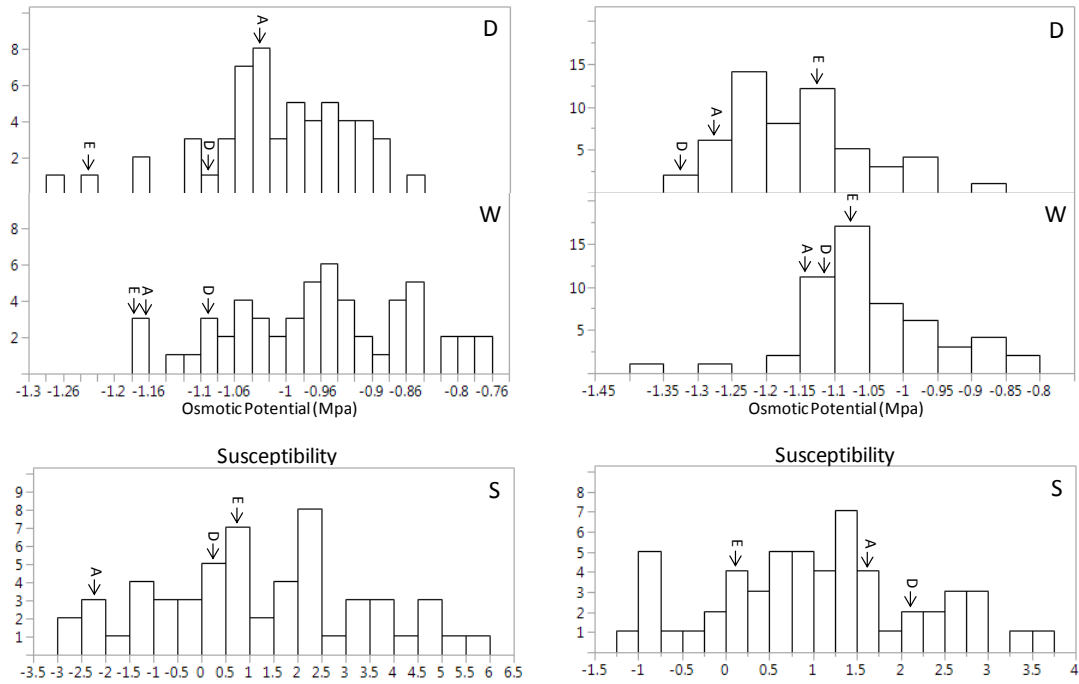 D
8
6
4
2
A
E
D
W
8
6
4
2
E
A
D
-1.3 -1.26 -1.2 -1.16 -1.1 -1.06 -1 -0.96 -0.9 -0.86 -0.8 -0.76
Osmotic Potential (Mpa)
D
15
10
5
D
A
E
W
15
10
5
A
D
E
-1.45 -1.35 -1.3 -1.25 -1.2 -1.15 -1.1 -1.05 -1 -0.95 -0.9 -0.85 -0.8
Osmotic Potential (Mpa)
Susceptibility
S
9
8
7
6
5
4
3
2
1
A
D
E
-3.5 -3 -2.5 -2 -1.5 -1 -0.5 0 0.5 1 1.5 2 2.5 3 3.5 4 4.5 5 5.5 6 6.5
Susceptibility
S
8
7
6
5
4
3
2
1
E
A
D
-1.5 -1 -0.5 0 0.5 1 1.5 2 2.5 3 3.5 4